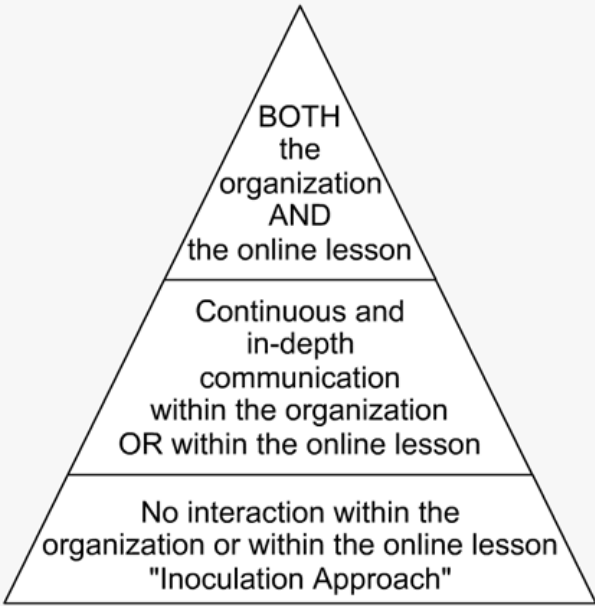 BOTH
the
organization
AND
the online lesson
Continuous and
in-depth
communication
within the organization
OR within the online lesson
No interaction within the
organization or within the online lesson
"Inoculation Approach"